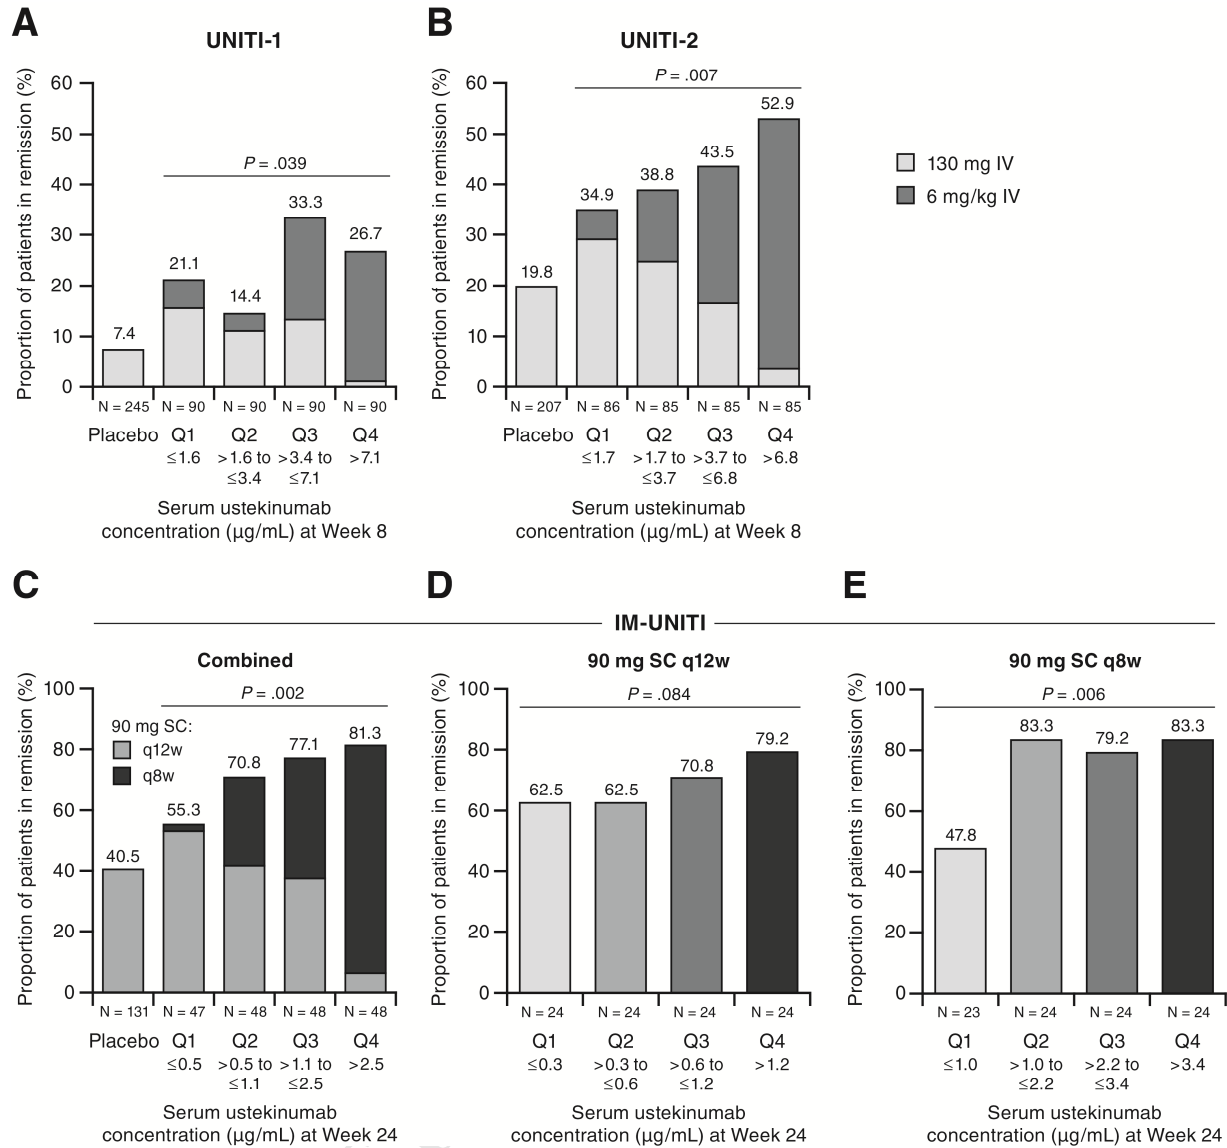 A
UNITI-1
Proportion of patients in remission (%)
60
50
40
30
20
10
0
P = .039
7.4
21.1
14.4
33.3
26.7
N = 245 N = 90 N = 90 N = 90 N = 90
Placebo Q1 Q2 Q3 Q4
≤1.6 >1.6 to >3.4 to >7.1
≤3.4 ≤7.1
Serum ustekinumab
concentration (µg/mL) at Week 8
B
UNITI-2
Proportion of patients in remission (%)
60
50
40
30
20
10
0
P = .007
19.8
34.9
38.8
43.5
52.9
N = 207 N = 86 N = 85 N = 85 N = 85
Placebo Q1 Q2 Q3 Q4
≤1.7 >1.7 to >3.7 to >6.8
≤3.7 ≤6.8
Serum ustekinumab
concentration (µg/mL) at Week 8
130 mg IV
6 mg/kg IV
IM-UNITI
C
Combined
Proportion of patients in remission (%)
100
80
60
40
20
0
P = .002
90 mg SC:
q12w
q8w
40.5
55.3
70.8
77.1
81.3
N = 131 N = 47 N = 48 N = 48 N = 48
Placebo Q1 Q2 Q3 Q4
≤0.5 >0.5 to >1.1 to >2.5
≤1.1 ≤2.5
Serum ustekinumab
concentration (µg/mL) at Week 24
D
90 mg SC q12w
Proportion of patients in remission (%)
100
80
60
40
20
0
P = .084
62.5
62.5
70.8
79.2
N = 24 N = 24 N = 24 N = 24
Q1 Q2 Q3 Q4
≤0.3 >0.3 to >0.6 to >1.2
≤0.6 ≤1.2
Serum ustekinumab
concentration (µg/mL) at Week 24
E
90 mg SC q8w
Proportion of patients in remission (%)
100
80
60
40
20
0
P = .006
47.8
83.3
79.2
83.3
N = 23 N = 24 N = 24 N = 24
Q1 Q2 Q3 Q4
≤1.0 >1.0 to >2.2 to >3.4
≤2.2 ≤3.4
Serum ustekinumab
concentration (µg/mL) at Week 24